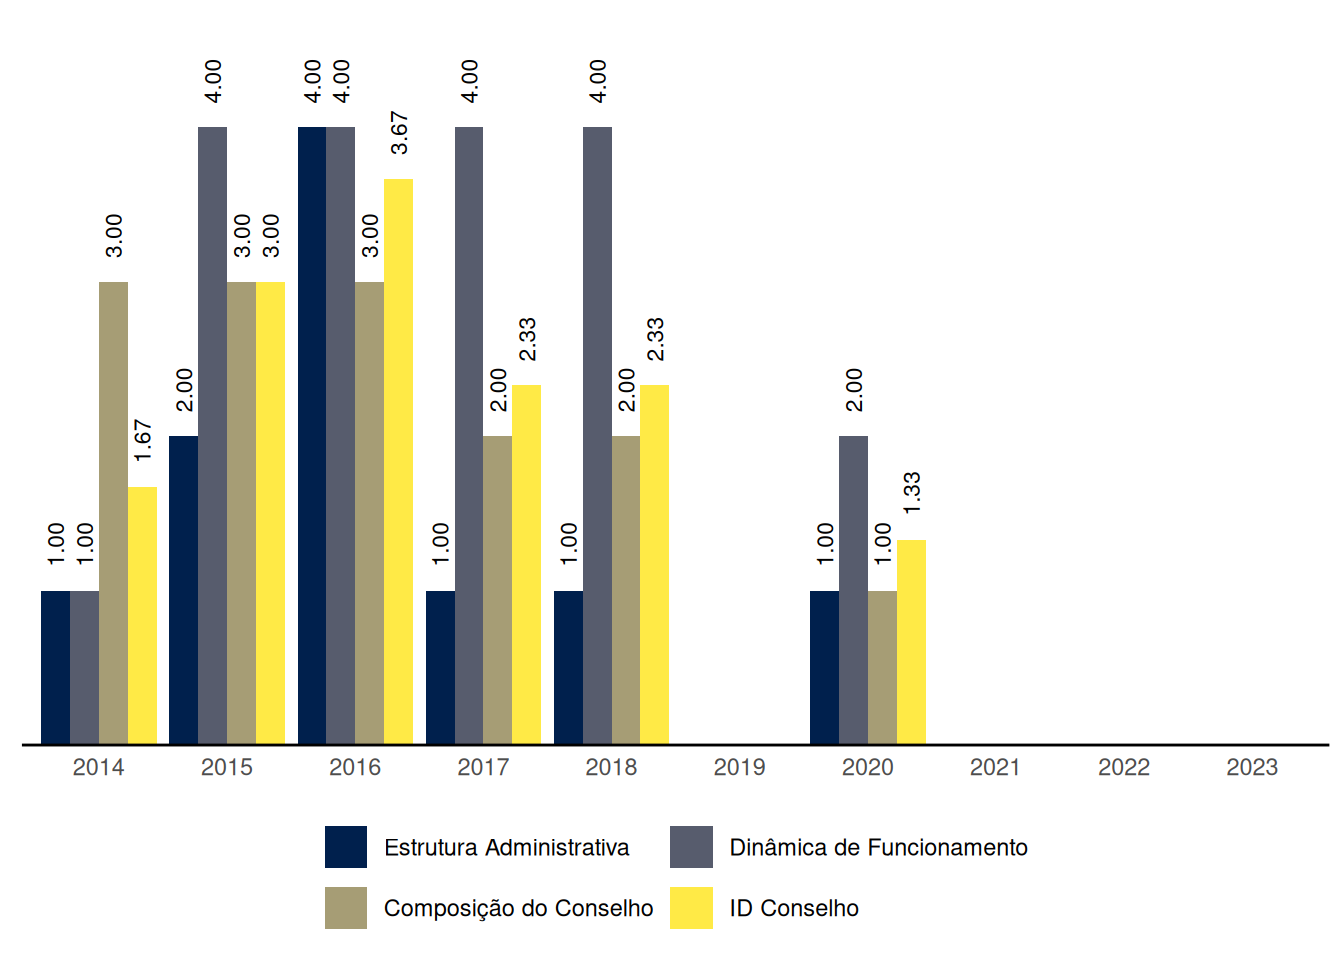 4.00 4.00 4.00 4.00 4.00
3.67
3.00 3.00 3.00 3.00
2.33 2.33
2.00 2.00 2.00 2.00
1.67
1.33
1.00 1.00 1.00 1.00 1.00 1.00
2014 2015 2016 2017 2018 2019 2020 2021 2022 2023
Estrutura Administrativa Dinâmica de Funcionamento
Composição do Conselho ID Conselho